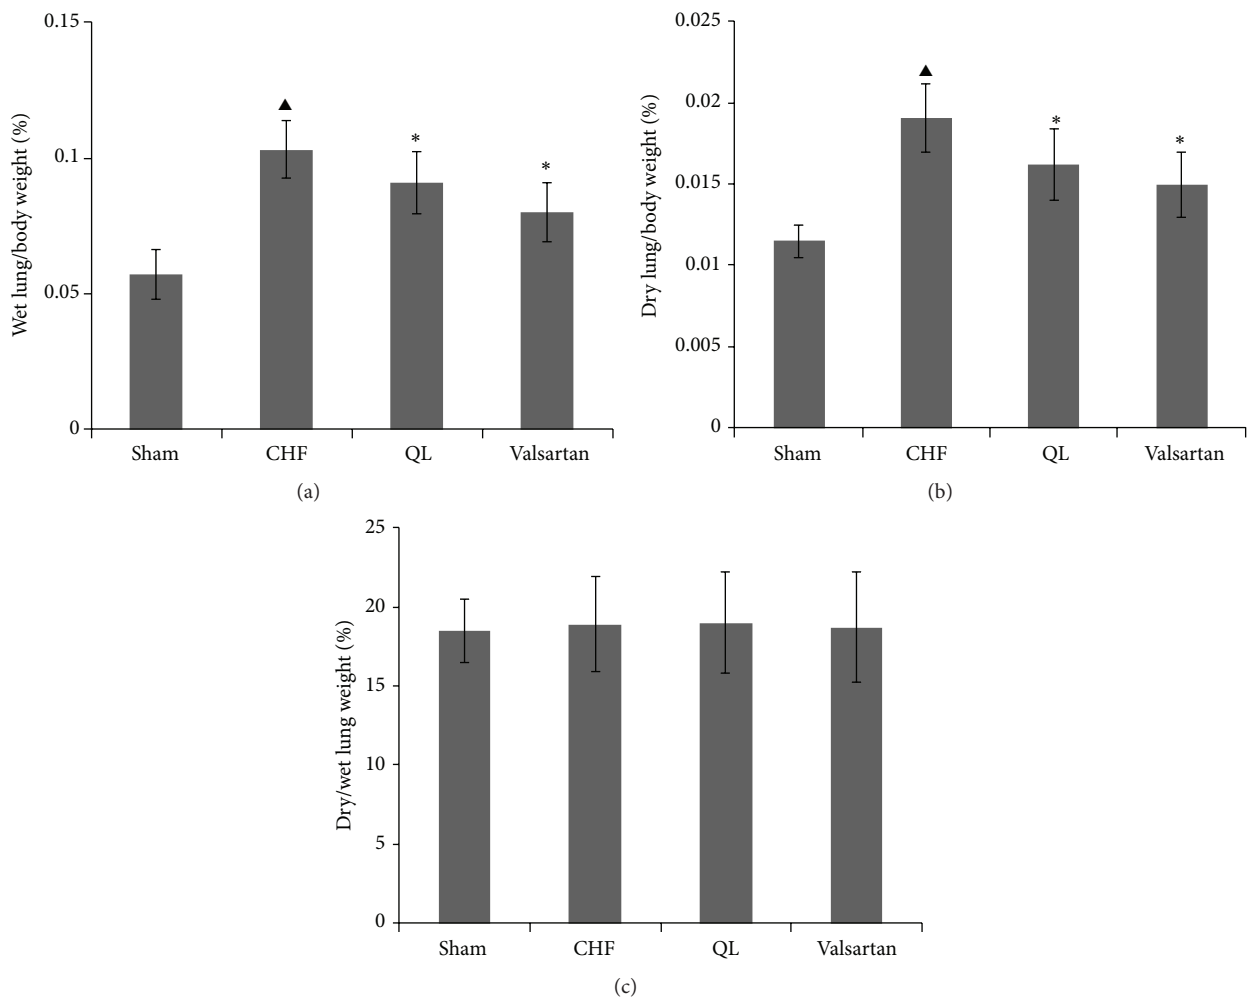 Wet lung/body weight (%)
0.15
0.1
0.05
0
▲
*
*
Sham CHF QL Valsartan
(a)
Dry lung/body weight (%)
0.025
0.02
0.015
0.01
0.005
0
▲
*
*
Sham CHF QL Valsartan
(b)
Dry/wet lung weight (%)
25
20
15
10
5
0
Sham CHF QL Valsartan
(c)